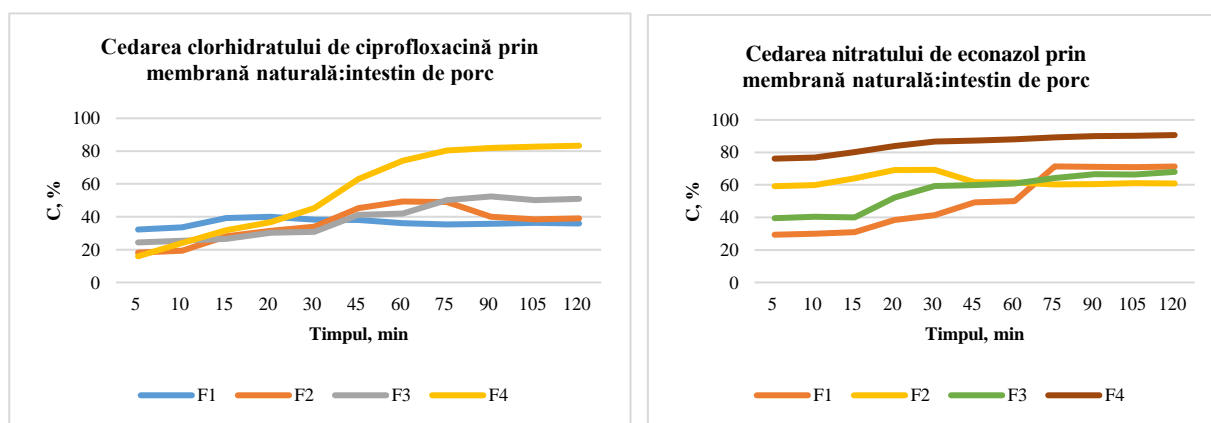 Cedarea clorhidratului de ciprofloxacină prin
membrană naturală:intestin de porc
C, %
100
80
60
40
20
0
5 10 15 20 30 45 60 75 90 105 120
Timpul, min
F1 F2 F3 F4
Cedarea nitratului de econazol prin
membrană naturală:intestin de porc
C, %
100
80
60
40
20
0
5 10 15 20 30 45 60 75 90 105 120
Timpul, min
F1 F2 F3 F4